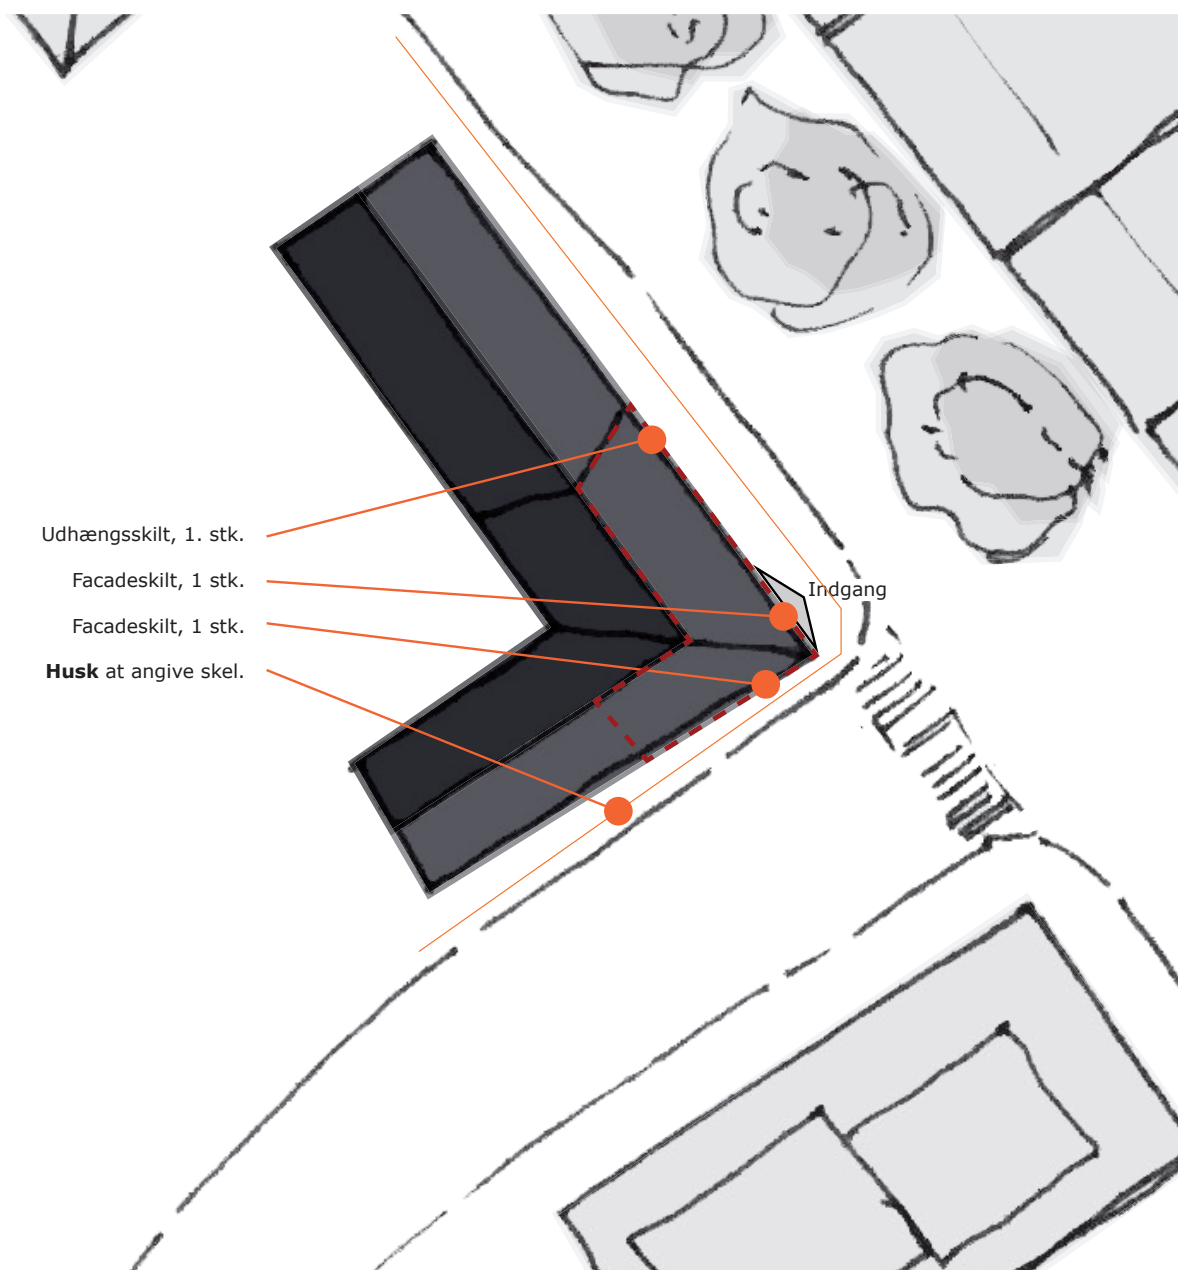 Udhængsskilt, 1. stk.
Facadeskilt, 1 stk.
Facadeskilt, 1 stk.
Husk at angive skel.
Indgang